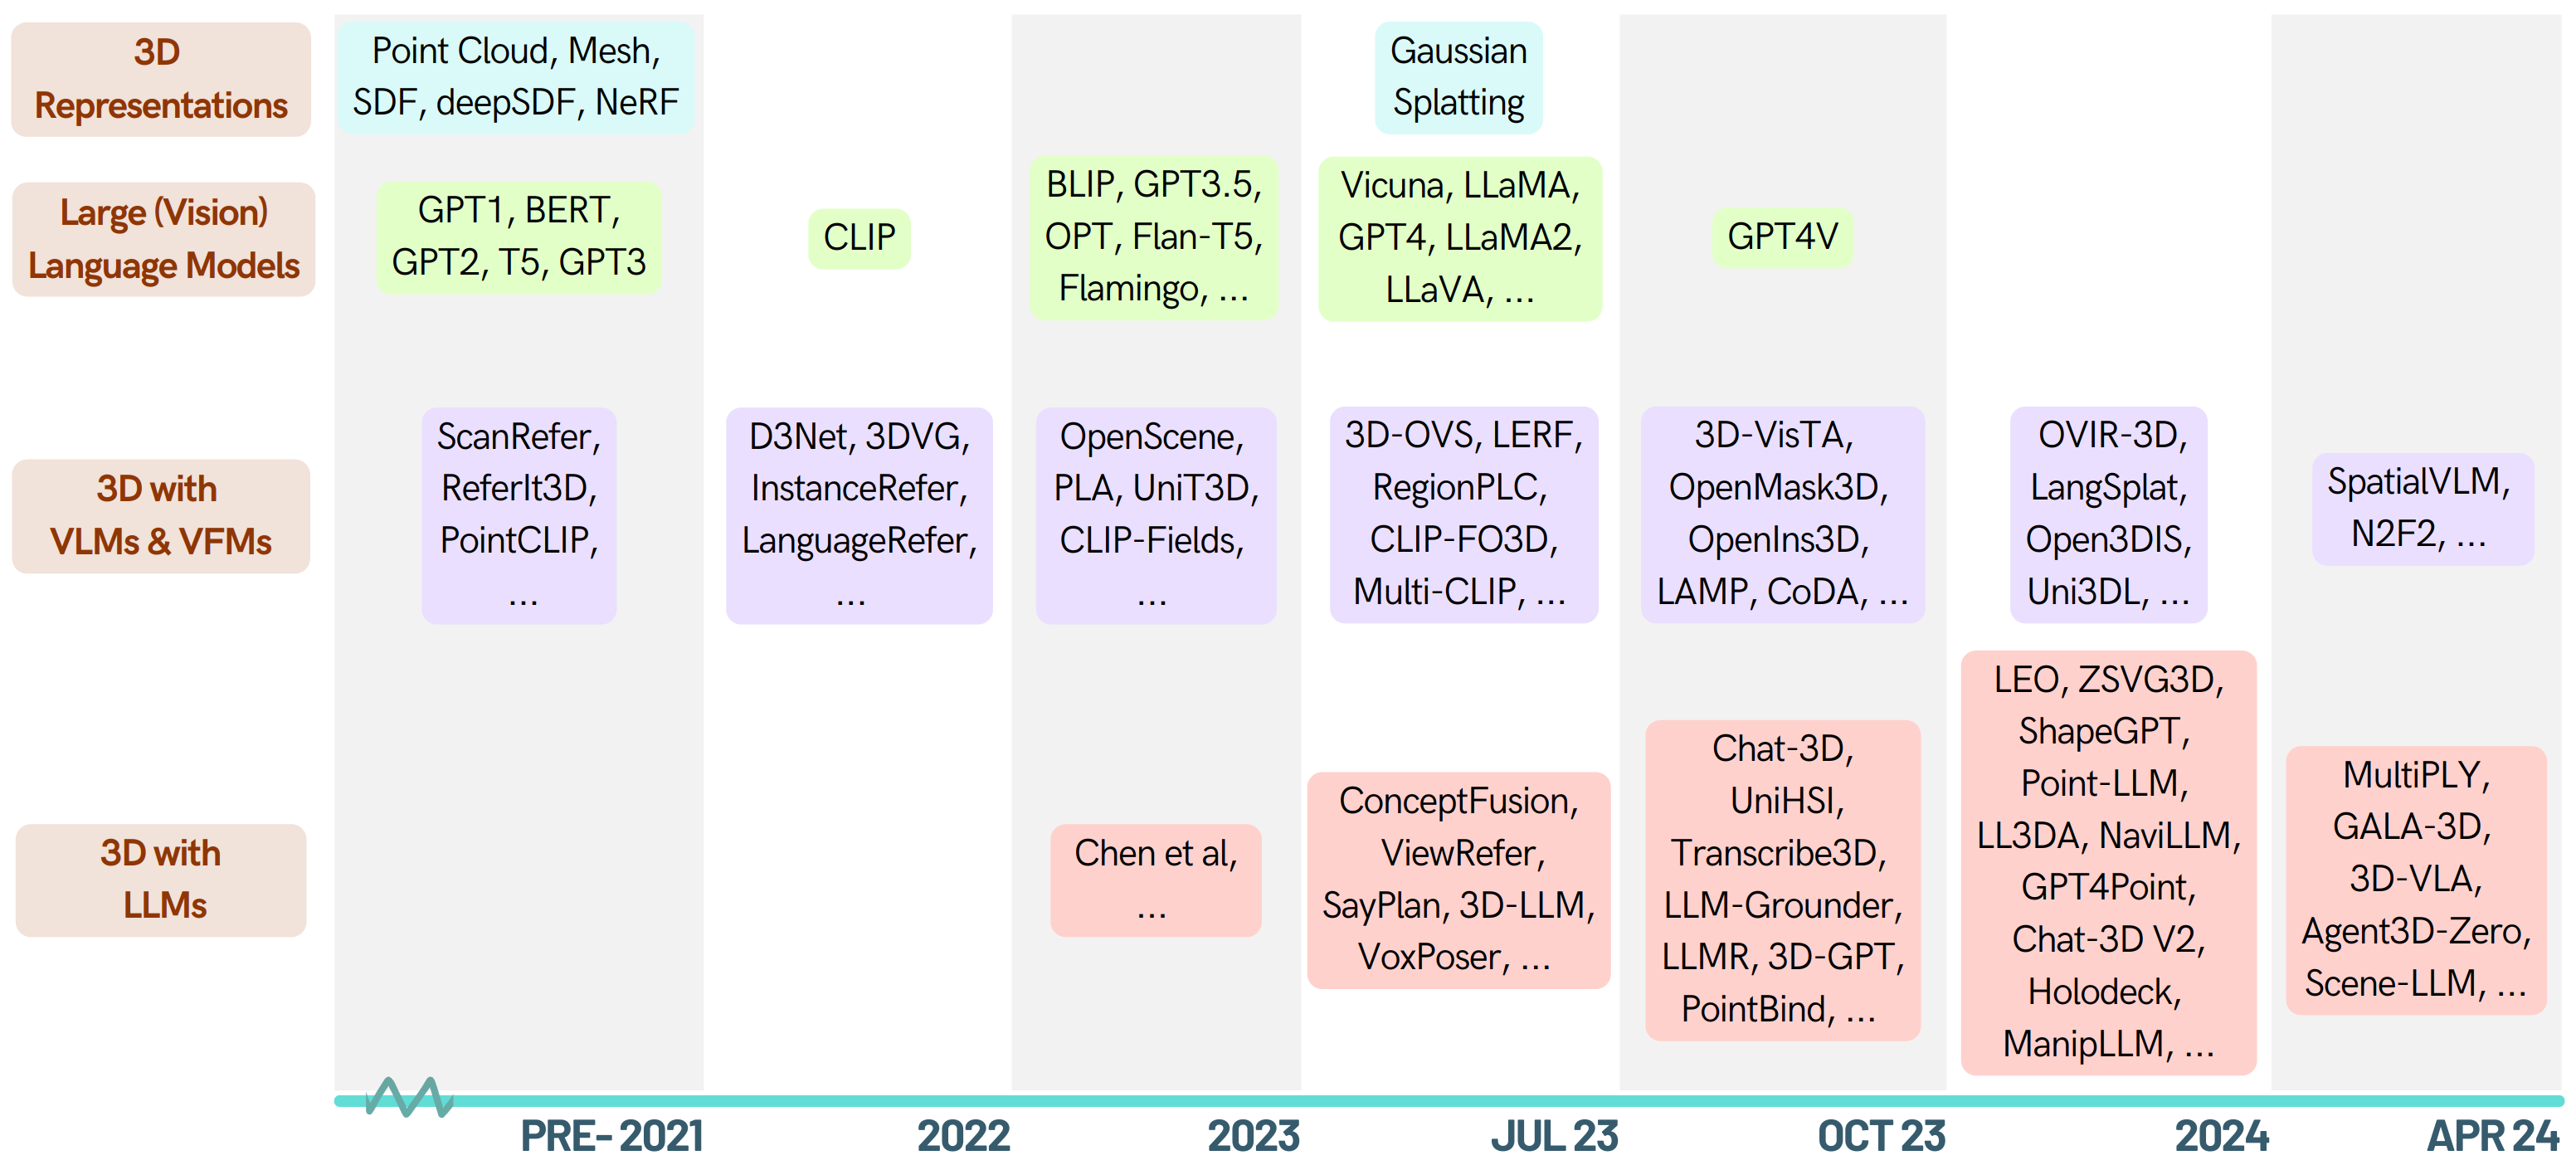 3D
Representations
Point Cloud, Mesh,
SDF, deepSDF, NeRF
Gaussian
Splatting
Large (Vision)
Language Models
GPT1, BERT,
GPT2, T5, GPT3
CLIP
BLIP, GPT3.5,
OPT, Flan-T5,
Flamingo, ...
Vicuna, LLaMA,
GPT4, LLaMA2,
LLaVA, ...
GPT4V
3D with
VLMs & VFMs
ScanRefer,
ReferIt3D,
PointCLIP,
...
D3Net, 3DVG,
InstanceRefer,
LanguageRefer,
...
OpenScene,
PLA, UniT3D,
CLIP-Fields,
...
3D-OVS, LERF,
RegionPLC,
CLIP-FO3D,
Multi-CLIP, ...
3D-VisTA,
OpenMask3D,
OpenIns3D,
LAMP, CoDA, ...
OVIR-3D,
LangSplat,
Open3DIS,
Uni3DL, ...
SpatialVLM,
N2F2, ...
3D with
LLMs
Chen et al,
...
ConceptFusion,
ViewRefer,
SayPlan, 3D-LLM,
VoxPoser, ...
Chat-3D,
UniHSI,
Transcribe3D,
LLM-Grounder,
LLMR, 3D-GPT,
PointBind, ...
LEO, ZSVG3D,
ShapeGPT,
Point-LLM,
LL3DA, NaviLLM,
GPT4Point,
Chat-3D V2,
Holodeck,
ManipLLM, ...
MultiPLY,
GALA-3D,
3D-VLA,
Agent3D-Zero,
Scene-LLM, ...
PRE- 2021
2022
2023
JUL 23
OCT 23
2024
APR 24